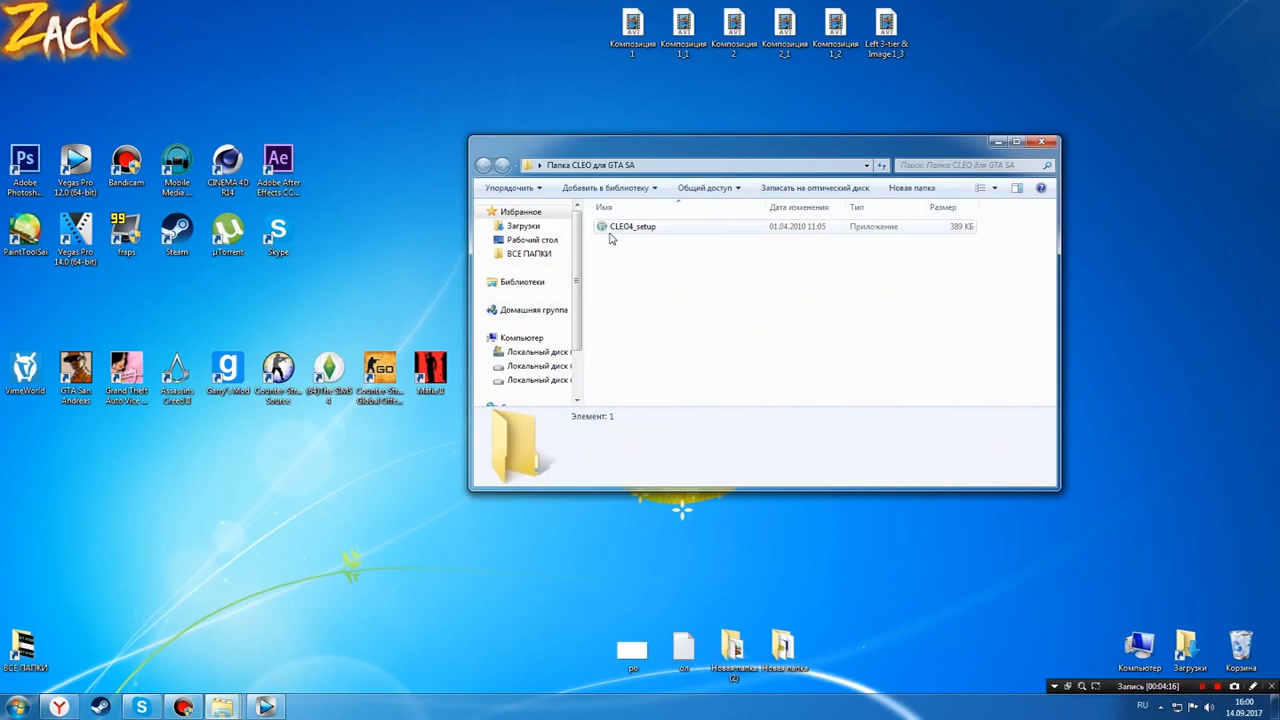 ZACK
Композиция 1
Композиция 1_1
Композиция 2
Композиция 2_1
Композиция 1_2
Left 3-tier & Image 1_3
Ps
Ae
Adobe Photosh...
Vegas Pro 12.0 (64-bit)
Bandicam
Mobile Media ...
CINEMA 4D R14
Adobe After Effects CC...
99
PaintToolSai
Vegas Pro 14.0 (64-bit)
Fraps
Steam
µTorrent
Skype
VimeWorld
GTA San Andreas
Grand Theft Auto Vice ...
Assassins Creed II
Garry's Mod
Counter-Str... Source
(64)The SIMS 4
Counter-Str... Global Offe...
Mafia II
Папка CLEO для GTA SA
Поиск: Папка CLEO для GTA SA
Упорядочить
Добавить в библиотеку
Общий доступ
Записать на оптический диск
Новая папка
Имя
Дата изменения
Тип
Размер
CLEO4_setup
01.04.2010 11:05
Приложение
389 КБ
Избранное
Загрузки
Рабочий стол
ВСЕ ПАПКИ
Библиотеки
Домашняя группа
Компьютер
Локальный диск
Локальный диск
Локальный диск
Элемент: 1
ВСЕ ПАПКИ
ро
Новая папка (2)
Новая папка
Компьютер
Загрузки
Корзина
Запись [00:04:16]
RU
16:00
14.09.2017